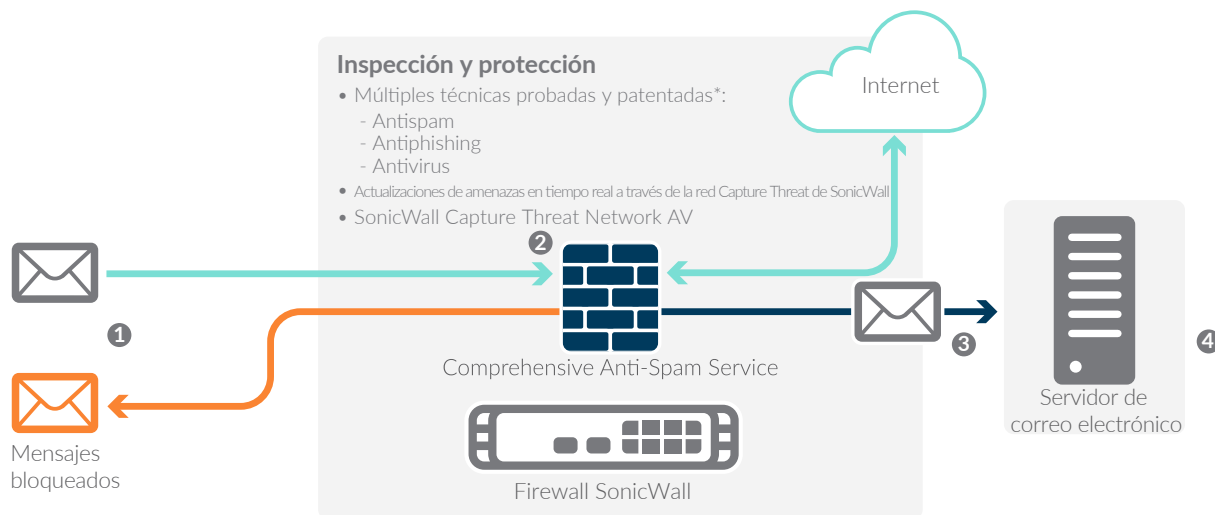 Inspección y protección
• Múltiples técnicas probadas y patentadas*:
- Antispam
- Antiphishing
- Antivirus
• Actualizaciones de amenazas en tiempo real a través de la red Capture Threat de SonicWall
• SonicWall Capture Threat Network AV
Internet
2
1
3
4
Comprehensive Anti-Spam Service
Servidor de
correo electrónico
Mensajes
bloqueados
Firewall SonicWall